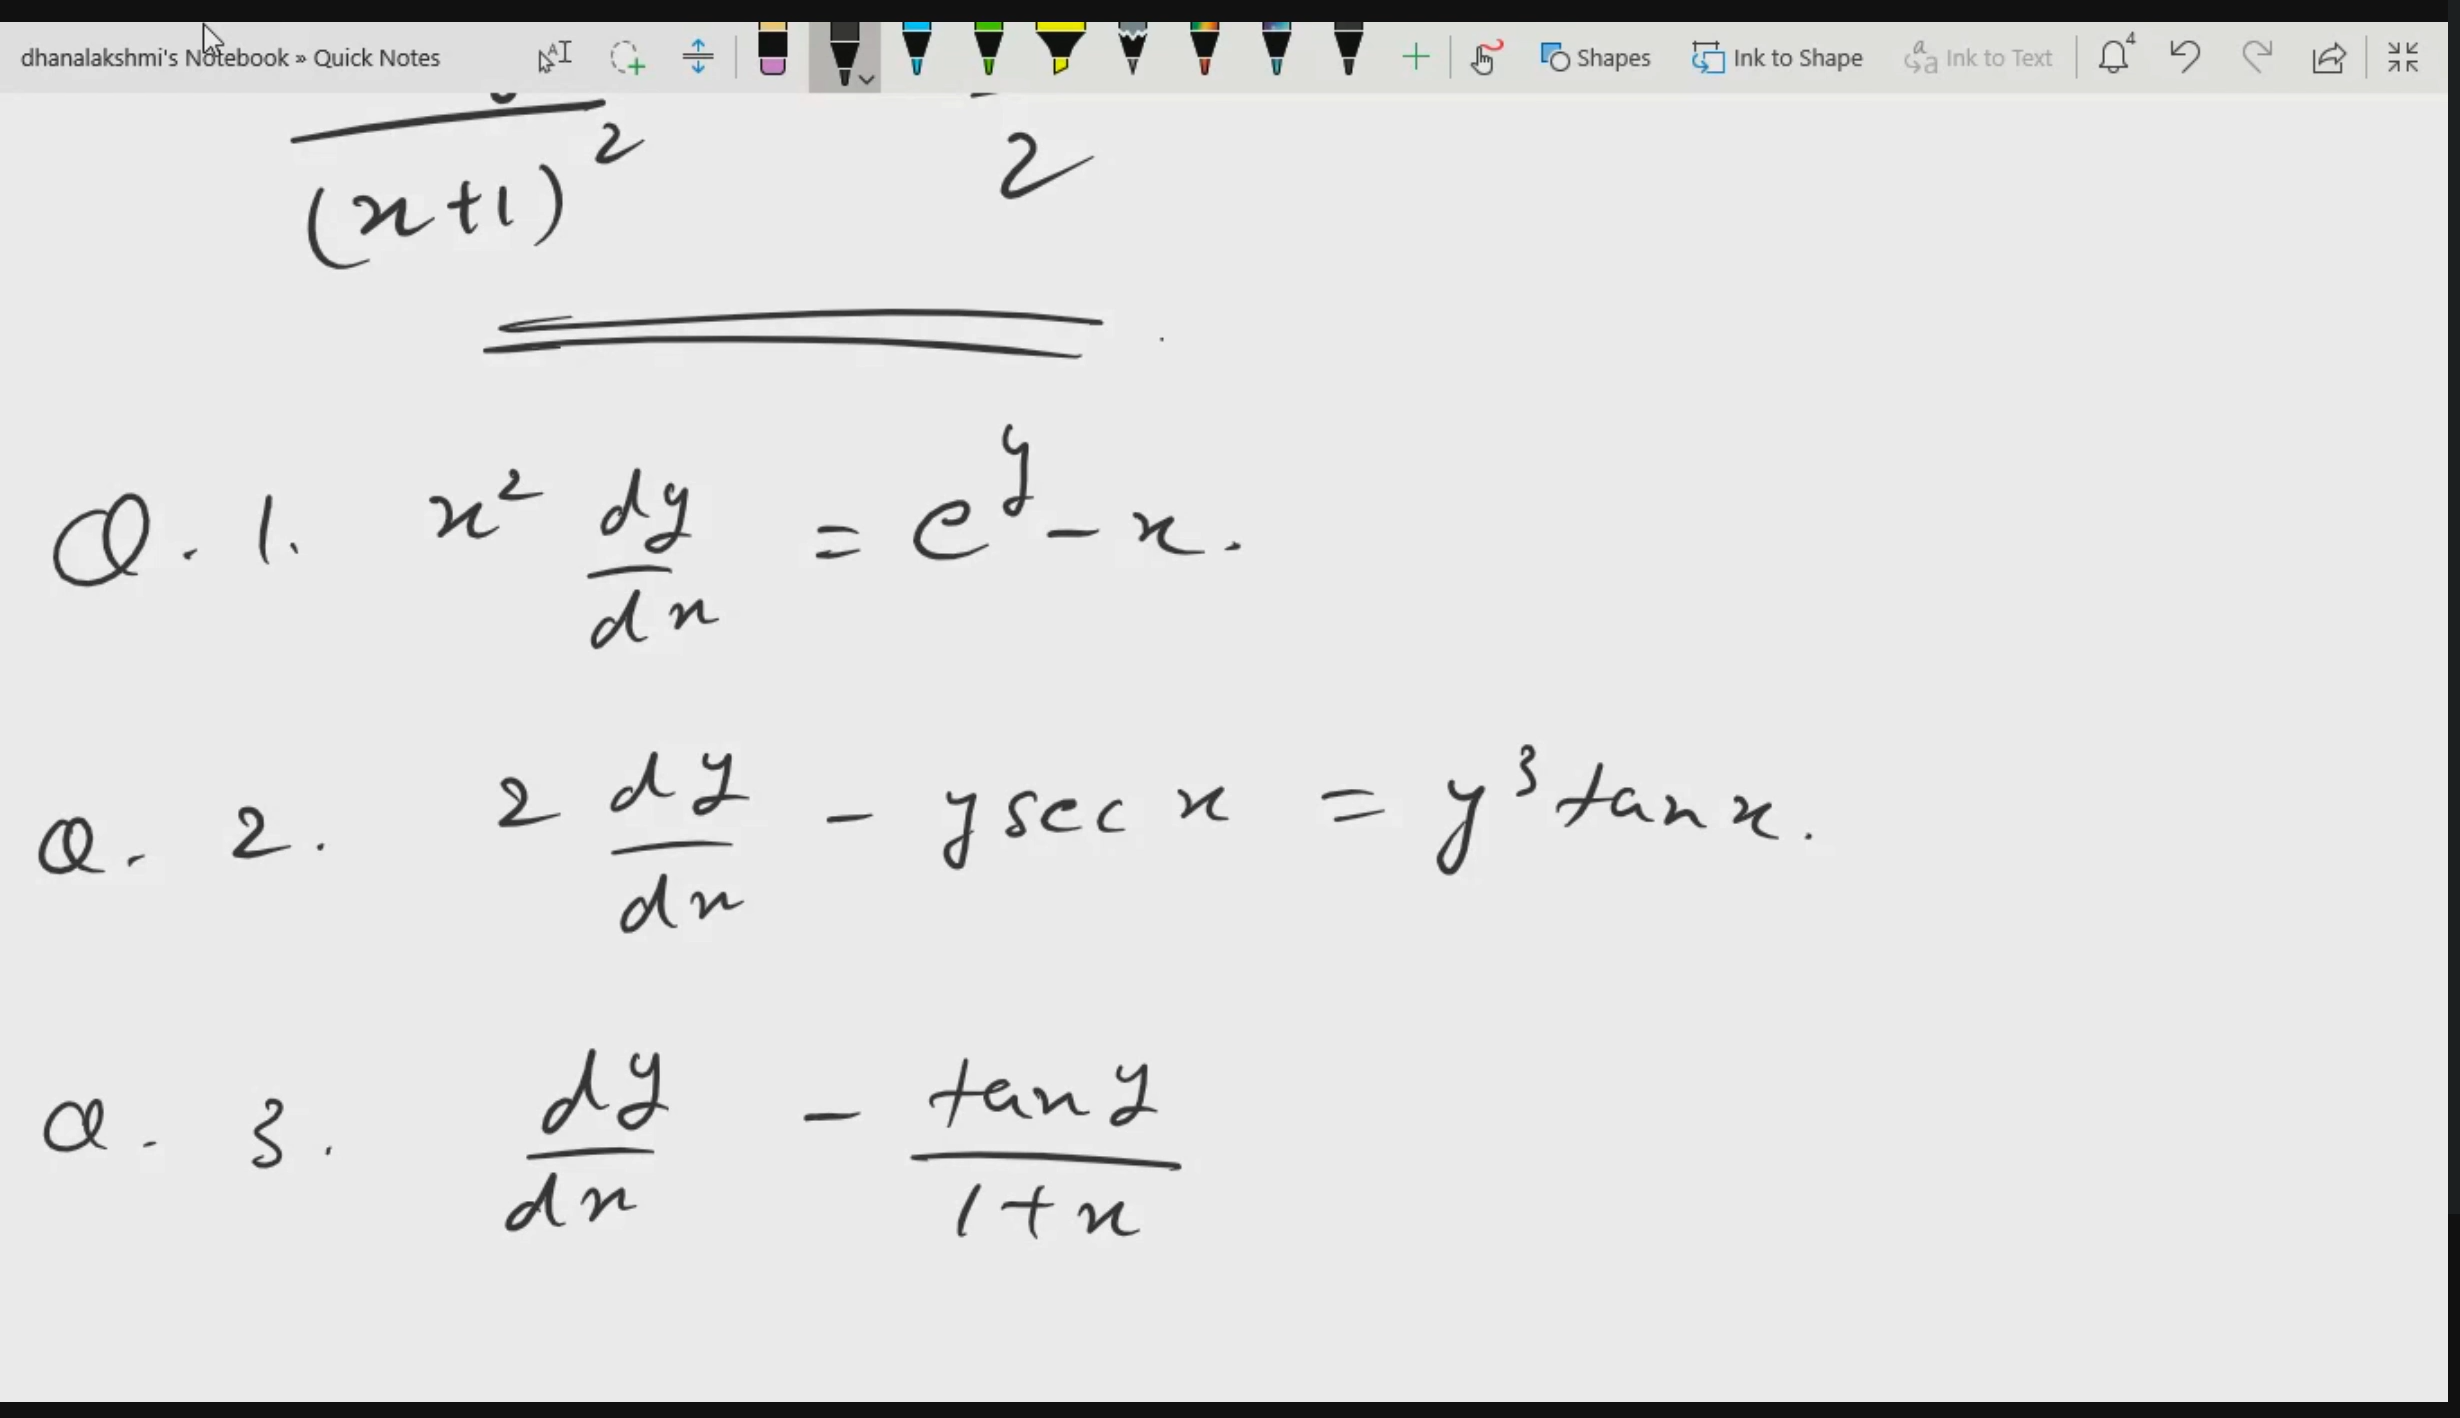 dhanalakshmi's Notebook » Quick Notes Shapes Ink to Shape Ink to Text 4
(x+1)² 2
Q. 1. x² dy/dx = e^y - x.
Q. 2. 2 dy/dx - y sec x = y³ tan x.
Q. 3. dy/dx - tan y/1+x